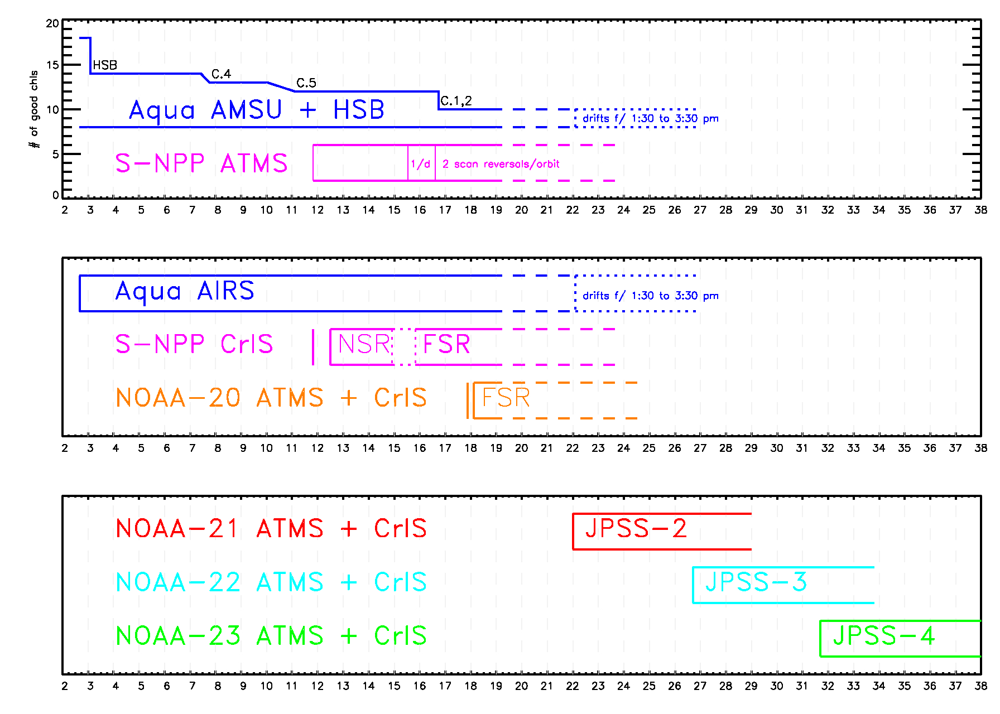 20
HSB
15
C.4
C.5
# of good chls
C.1,2
Aqua AMSU + HSB
10
drifts f/ 1:30 to 3:30 pm
5
S-NPP ATMS
1/d
2 scan reversals/orbit
0
2 3 4 5 6 7 8 9 10 11 12 13 14 15 16 17 18 19 20 21 22 23 24 25 26 27 28 29 30 31 33 34 35 36 37 38
Aqua AIRS
drifts f/ 1:30 to 3:30 pm
S-NPP CrIS
NSR
FSR
NOAA-20 ATMS + CrIS
FSR
2 3 4 5 6 7 8 9 10 11 12 13 14 15 16 17 18 19 20 21 22 23 24 25 26 27 28 29 30 31 33 34 35 36 37 38
NOAA-21 ATMS + CrIS
JPSS-2
NOAA-22 ATMS + CrIS
JPSS-3
NOAA-23 ATMS + CrIS
JPSS-4
2 3 4 5 6 7 8 9 10 11 12 13 14 15 16 17 18 19 20 21 22 23 24 25 26 27 28 29 30 31 33 34 35 36 37 38